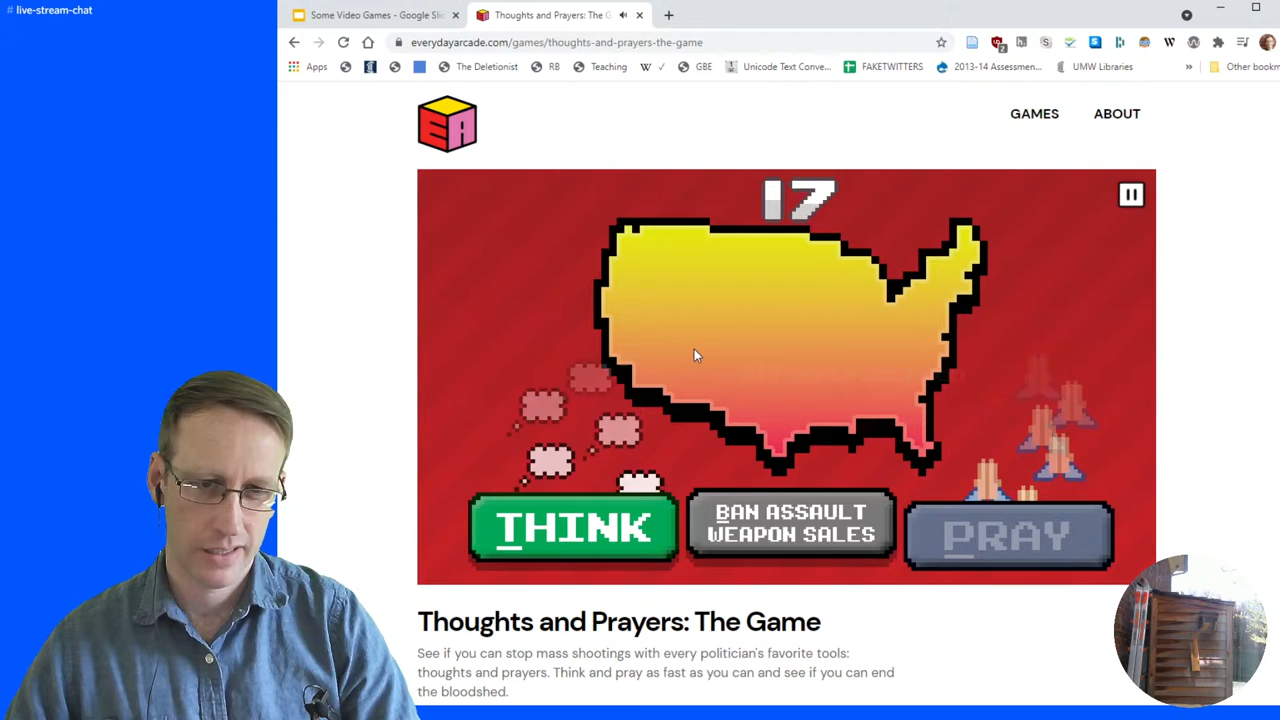 # live-stream-chat
Some Video Games - Google Slid
Thoughts and Prayers: The G
everydayarcade.com/games/thoughts-and-prayers-the-game
Apps
The Deletionist
RB
Teaching
GBE
Unicode Text Conve...
FAKETWITTERS
2013-14 Assessmen...
UMW Libraries
»
Other bookm
EA
GAMES
ABOUT
17
THINK
BAN ASSAULT
WEAPON SALES
PRAY
Thoughts and Prayers: The Game
See if you can stop mass shootings with every politician's favorite tools:
thoughts and prayers. Think and pray as fast as you can and see if you can end
the bloodshed.